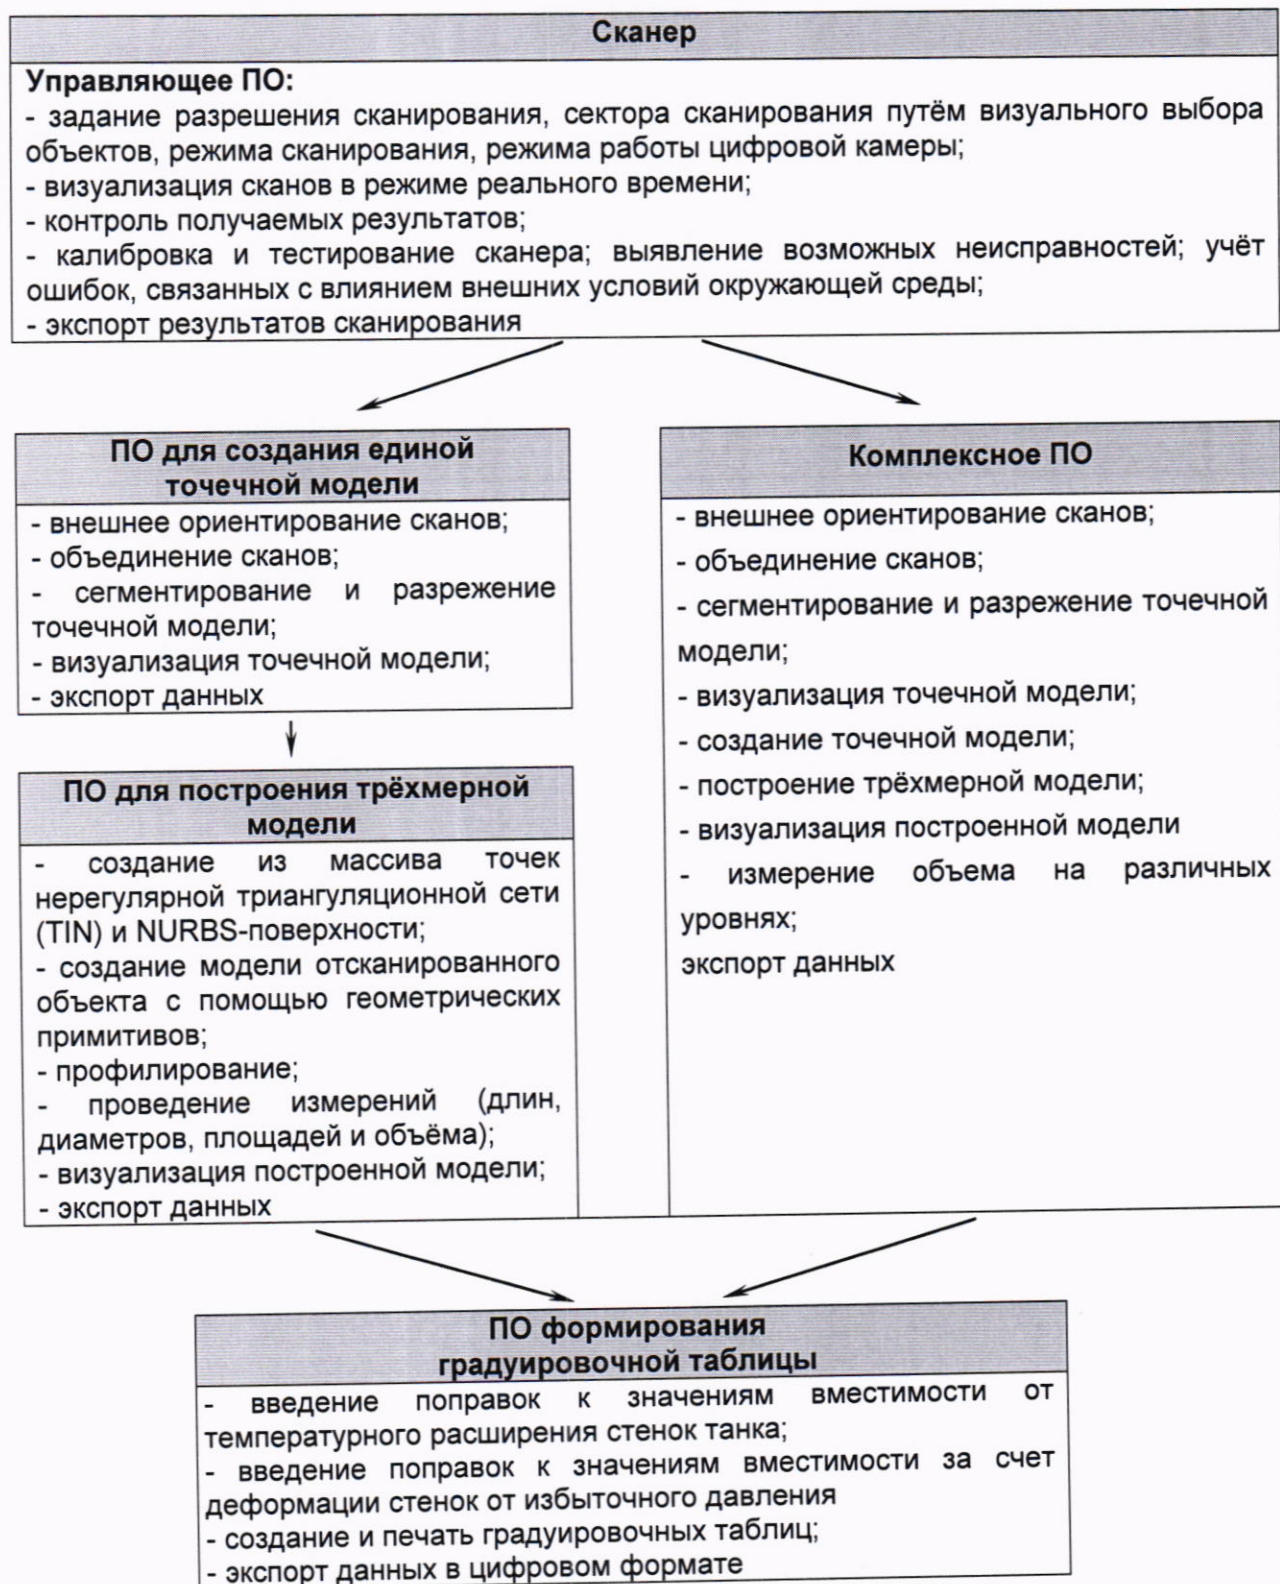 Сканер
Управляющее ПО:
- задание разрешения сканирования, сектора сканирования путём визуального выбора
объектов, режима сканирования, режима работы цифровой камеры;
- визуализация сканов в режиме реального времени;
- контроль получаемых результатов;
- калибровка и тестирование сканера; выявление возможных неисправностей; учёт
ошибок, связанных с влиянием внешних условий окружающей среды;
- экспорт результатов сканирования
ПО для создания единой
точечной модели
- внешнее ориентирование сканов;
- объединение сканов;
- сегментирование и разрежение
точечной модели;
- визуализация точечной модели;
- экспорт данных
ПО для построения трёхмерной
модели
- создание из массива точек
нерегулярной триангуляционной сети
(TIN) и NURBS-поверхности;
- создание модели отсканированного
объекта с помощью геометрических
примитивов;
- профилирование;
- проведение измерений (длин,
диаметров, площадей и объёма);
- визуализация построенной модели;
- экспорт данных
Комплексное ПО
- внешнее ориентирование сканов;
- объединение сканов;
- сегментирование и разрежение точечной
модели;
- визуализация точечной модели;
- создание точечной модели;
- построение трёхмерной модели;
- визуализация построенной модели
- измерение объема на различных
уровнях;
экспорт данных
ПО формирования
градуировочной таблицы
- введение поправок к значениям вместимости от
температурного расширения стенок танка;
- введение поправок к значениям вместимости за счет
деформации стенок от избыточного давления
- создание и печать градуировочных таблиц;
- экспорт данных в цифровом формате